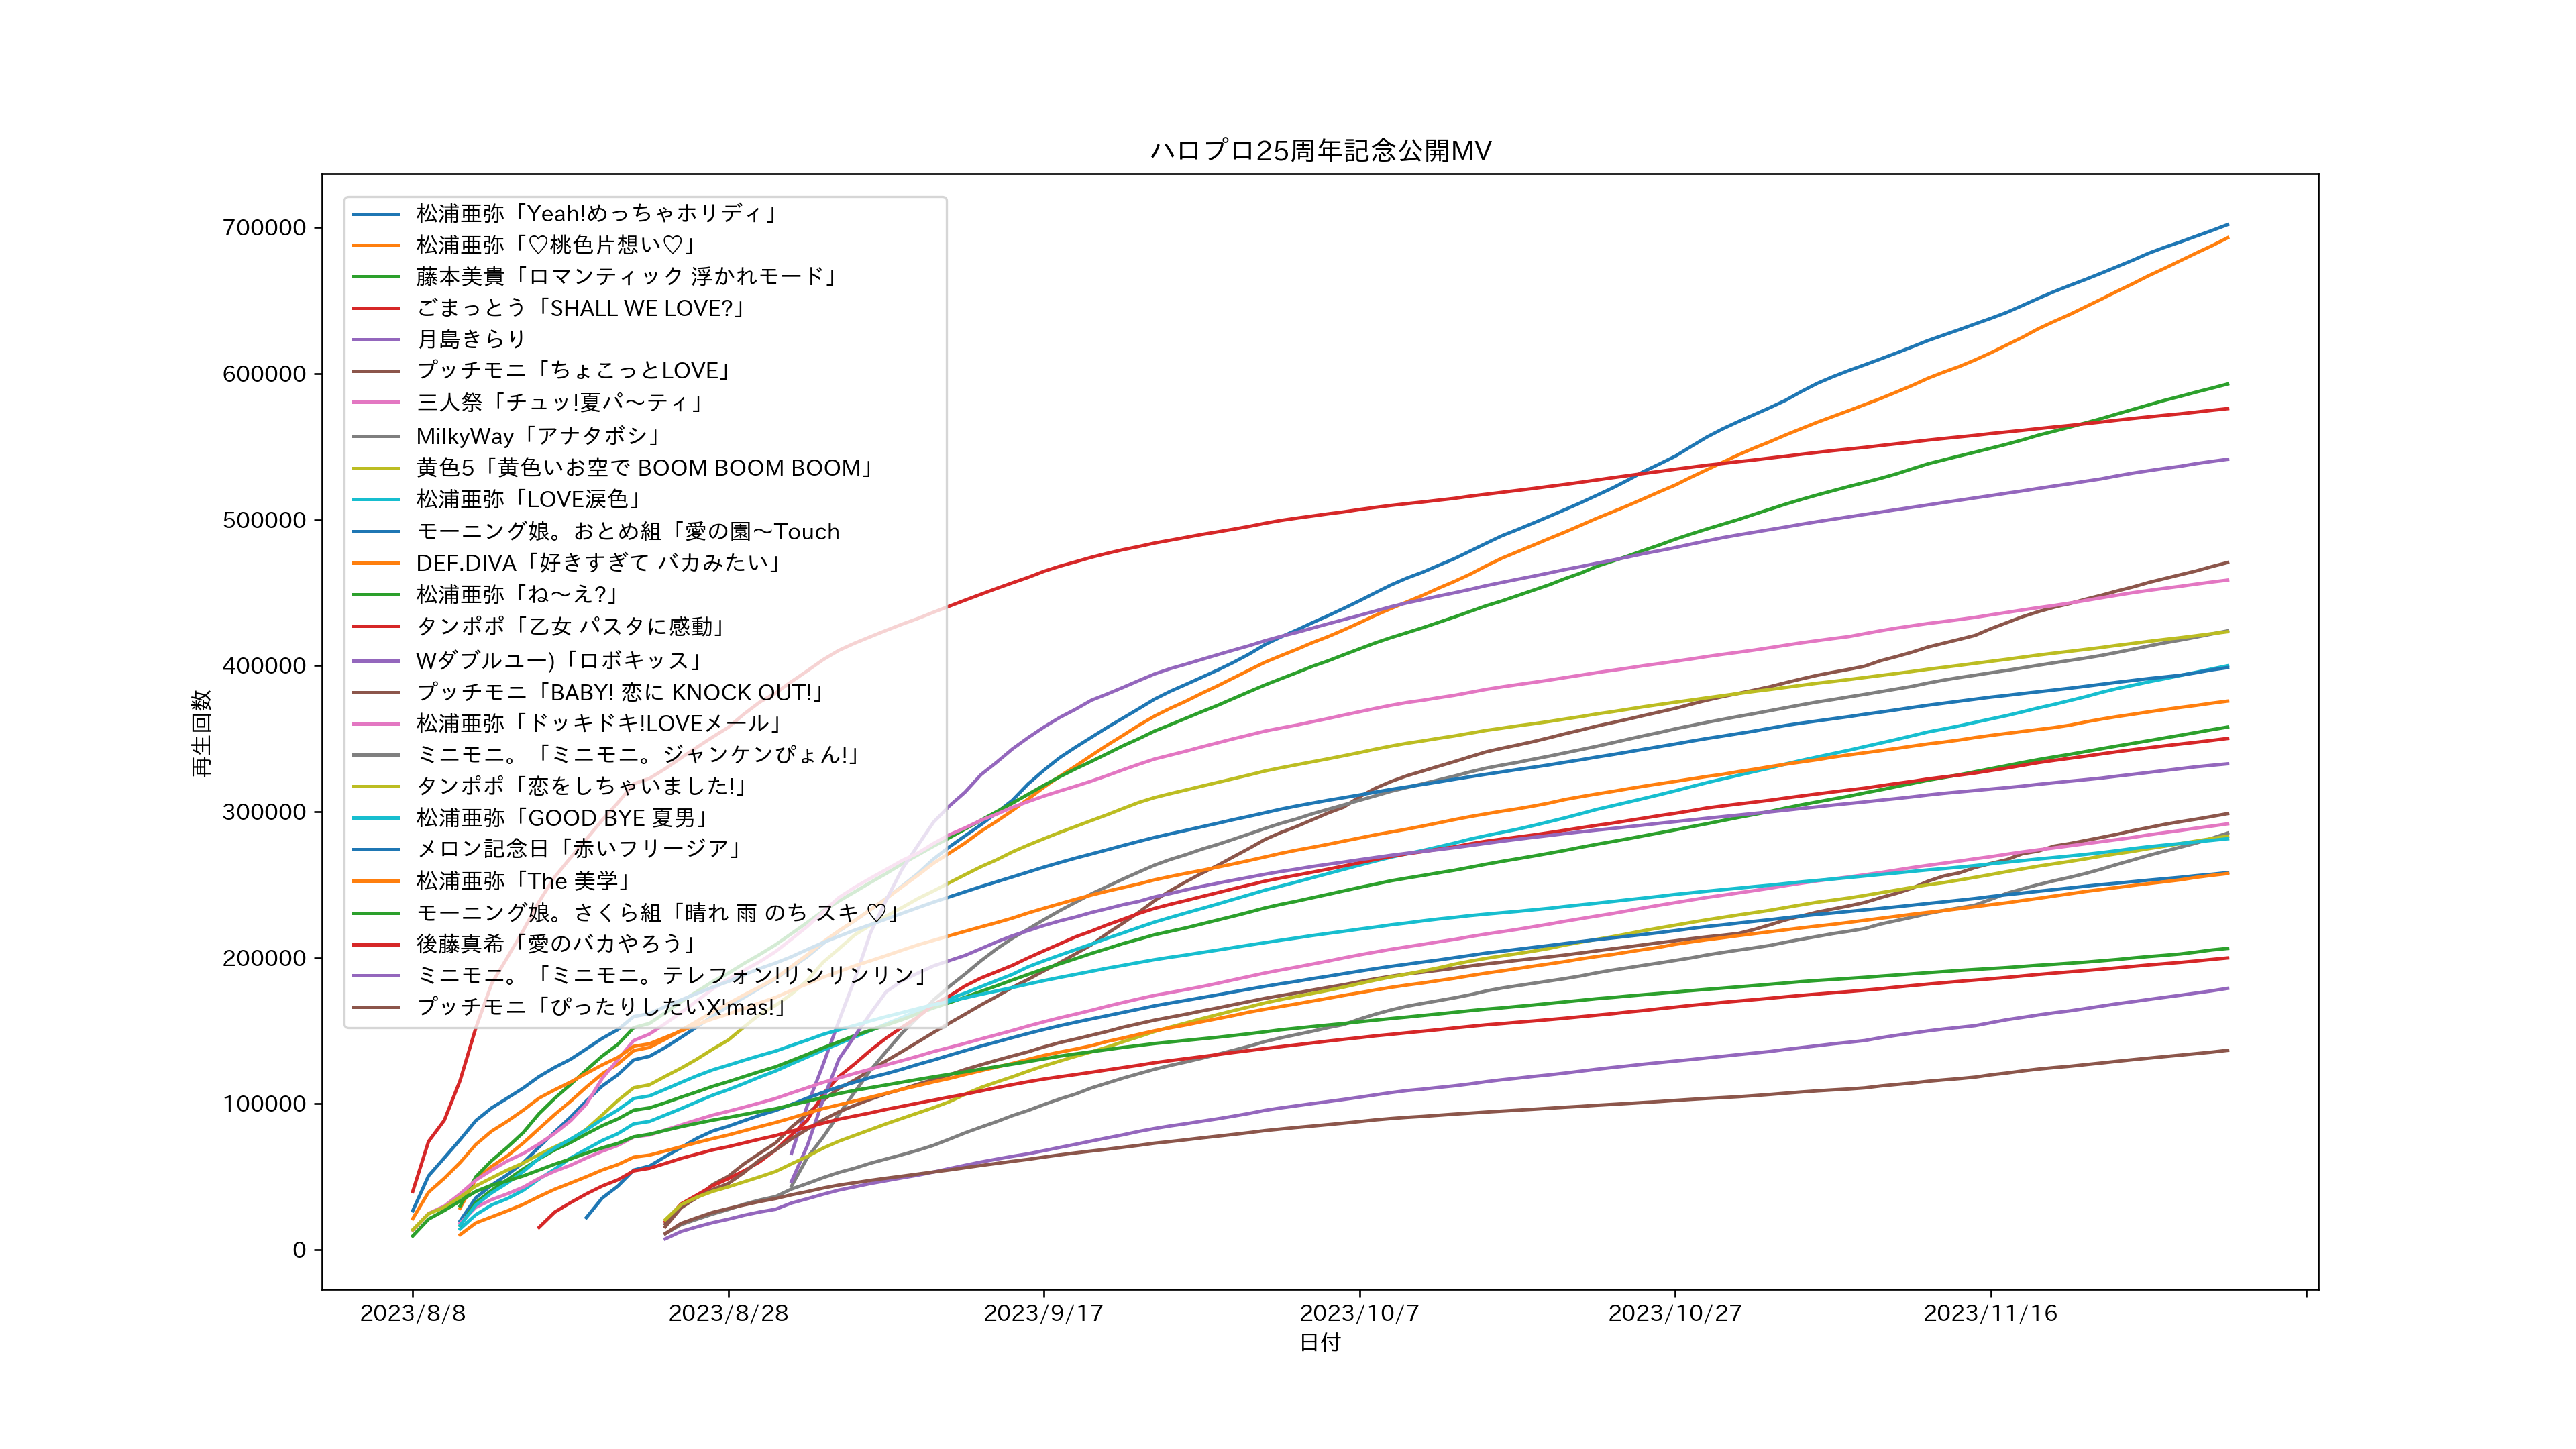 ハロプロ25周年記念公開MV
再生回数
700000
600000
500000
400000
300000
200000
100000
0
松浦亜弥「Yeah!めっちゃホリディ」
松浦亜弥「♡桃色片想い♡」
藤本美貴「ロマンティック 浮かれモード」
ごまっとう「SHALL WE LOVE?」
月島きらり
プッチモニ「ちょこっとLOVE」
三人祭「チュッ!夏パ〜ティ」
MilkyWay「アナタボシ」
黄色5「黄色いお空で BOOM BOOM BOOM」
松浦亜弥「LOVE涙色」
モーニング娘。おとめ組「愛の園〜Touch
DEF.DIVA「好きすぎて バカみたい」
松浦亜弥「ね〜え?」
タンポポ「乙女 パスタに感動」
Wダブルユー)「ロボキッス」
プッチモニ「BABY! 恋に KNOCK OUT!」
松浦亜弥「ドッキドキ!LOVEメール」
ミニモニ。「ミニモニ。ジャンケンぴょん!」
タンポポ「恋をしちゃいました!」
松浦亜弥「GOOD BYE 夏男」
メロン記念日「赤いフリージア」
松浦亜弥「The 美学」
モーニング娘。さくら組「晴れ 雨 のち スキ ♡」
後藤真希「愛のバカやろう」
ミニモニ。「ミニモニ。テレフォン!リンリンリン」
プッチモニ「ぴったりしたいX'mas!」
2023/8/8 2023/8/28 2023/9/17 2023/10/7 2023/10/27 2023/11/16
日付